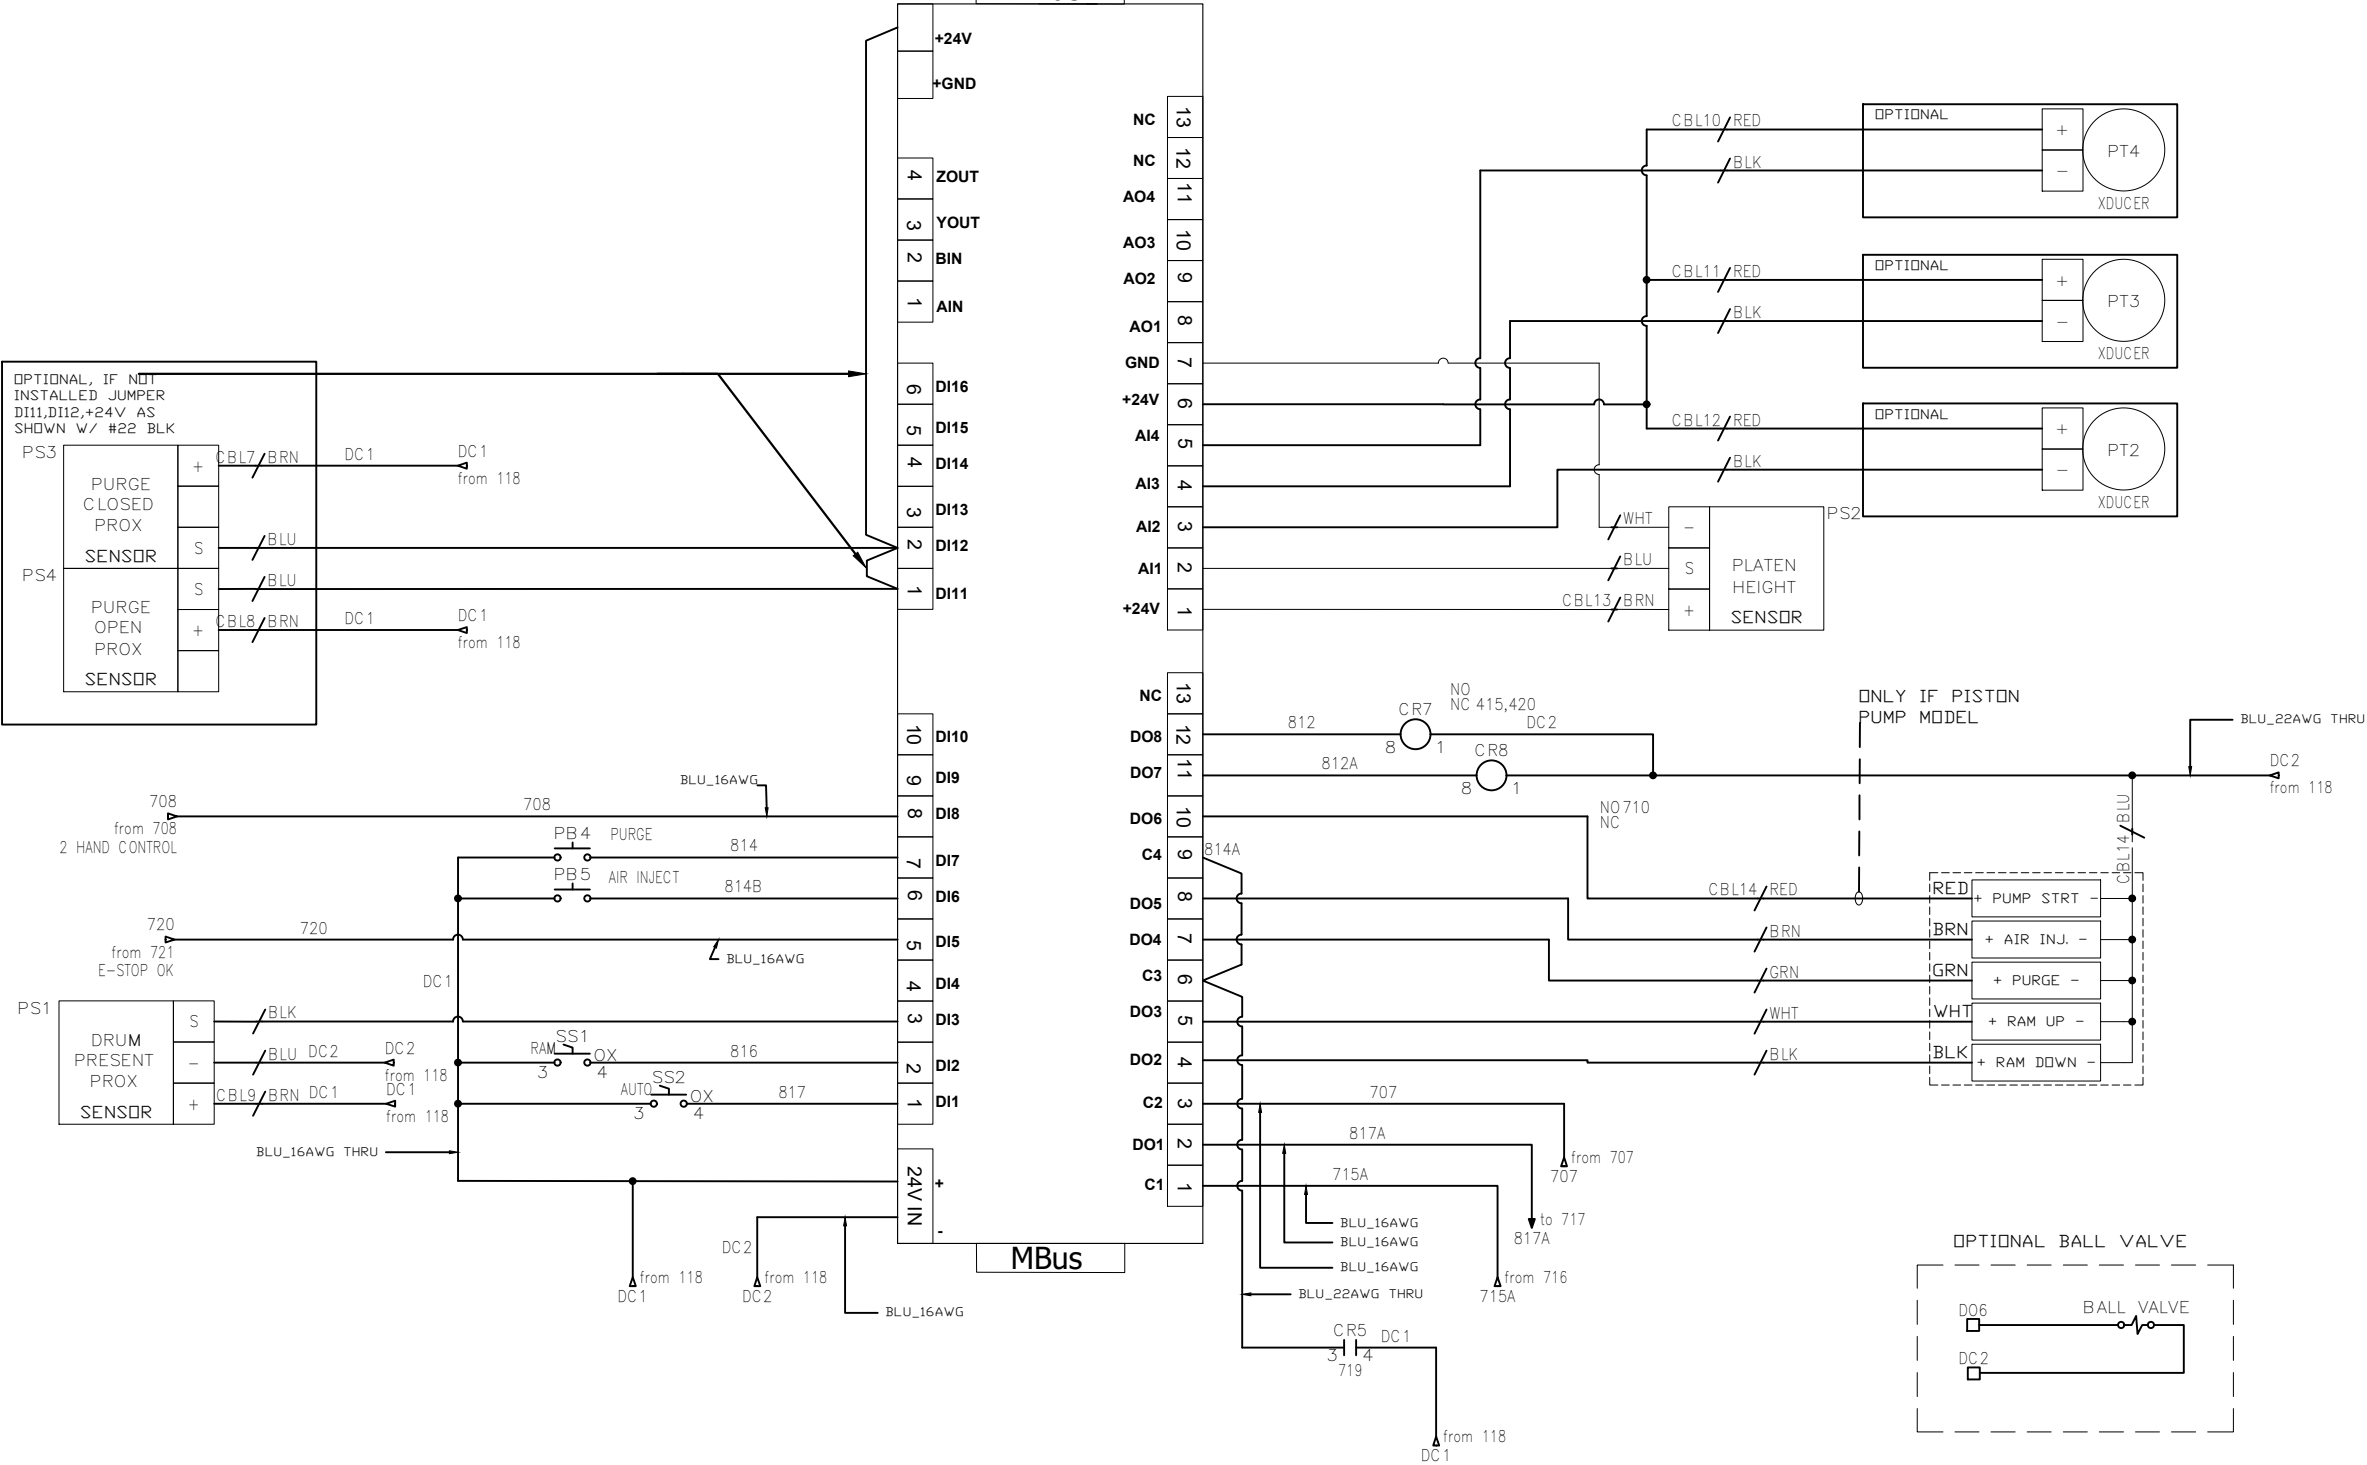 +24V
+GND
4 ZOUT
3 YOUT
2 BIN
1 AIN
6 DI16
5 DI15
4 DI14
3 DI13
2 DI12
1 DI11
10 DI10
9 DI9
8 DI8
7 DI7
6 DI6
5 DI5
4 DI4
3 DI3
2 DI2
1 DI1
24V IN
+
-
MBus
NC 13
NC 12
AO4 11
AO3 10
AO2 9
AO1 8
GND 7
+24V 6
AI4 5
AI3 4
AI2 3
AI1 2
+24V 1
NC 13
DO8 12
DO7 11
DO6 10
C4 9
DO5 8
DO4 7
C3 6
DO3 5
DO2 4
C2 3
DO1 2
C1 1
OPTIONAL, IF NOT
INSTALLED JUMPER
DI11,DI12,+24V AS
SHOWN W/ #22 BLK
PS3
PURGE
CLOSED
PROX
SENSOR
+
S
CBL7 BRN
DC1
DC1
from 118
BLU
PS4
PURGE
OPEN
PROX
SENSOR
S
+
BLU
CBL8 BRN
DC1
DC1
from 118
708
from 708
2 HAND CONTROL
708
BLU_16AWG
PB4 PURGE
814
PB5 AIR INJECT
814B
720
from 721
E-STOP OK
720
BLU_16AWG
DC1
PS1
DRUM
PRESENT
PROX
SENSOR
S
-
+
BLK
BLU DC2
DC2
from 118
CBL9 BRN DC1
DC1
from 118
SS1
RAM OX
3 4
816
SS2
AUTO OX
3 4
817
BLU_16AWG THRU
from 118
DC1
DC2
from 118
DC2
BLU_16AWG
CBL10 RED
BLK
OPTIONAL
+
-
PT4
XDUCER
CBL11 RED
BLK
OPTIONAL
+
-
PT3
XDUCER
CBL12 RED
BLK
OPTIONAL
+
-
PT2
XDUCER
WHT
BLU
CBL13 BRN
PS2
-
S
+
PLATEN
HEIGHT
SENSOR
812
CR7
8 1
NO
NC 415,420
DC2
812A
CR8
8 1
NO 710
NC
ONLY IF PISTON
PUMP MODEL
BLU_22AWG THRU
DC2
from 118
CBL14 BLU
814A
CBL14 RED
RED
+ PUMP STRT -
BRN
BRN
+ AIR INJ. -
GRN
GRN
+ PURGE -
WHT
WHT
+ RAM UP -
BLK
BLK
+ RAM DOWN -
707
from 707
707
817A
to 717
817A
715A
from 716
715A
BLU_16AWG
BLU_16AWG
BLU_16AWG
BLU_22AWG THRU
CR5
3 4
719
DC1
from 118
DC1
OPTIONAL BALL VALVE
DO6
BALL VALVE
DC2